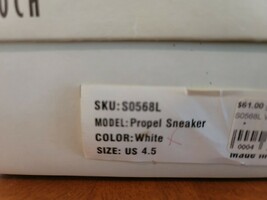 SKU:S0568L
MODEL:Propel Sneaker
COLOR:White
SIZE: US 4.5
$61.00
S0568L
0004